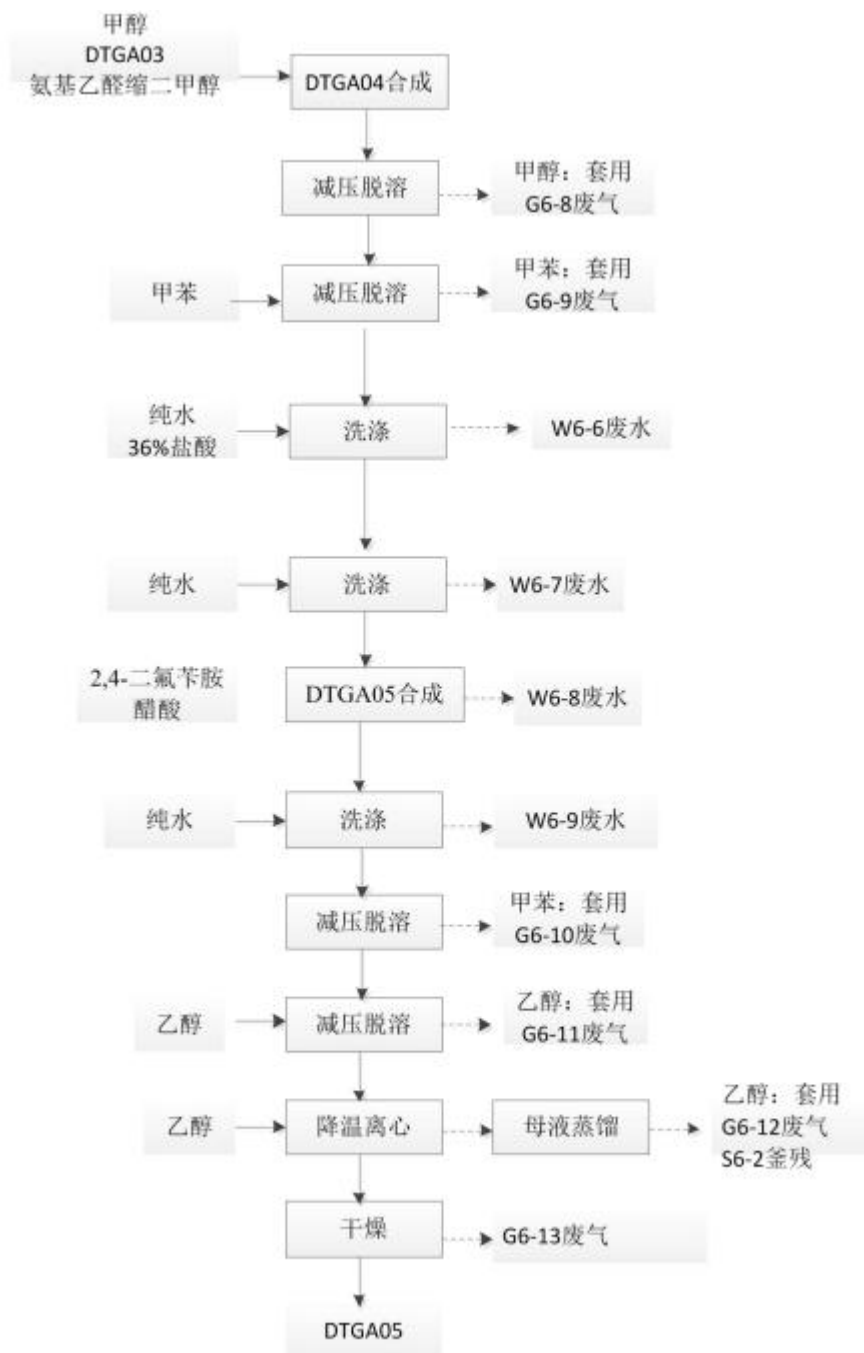 甲醇
DTGA03
氨基乙醛缩二甲醇
DTGA04合成
减压脱溶
甲醇：套用
G6-8废气
甲苯
减压脱溶
甲苯：套用
G6-9废气
纯水
36%盐酸
洗涤
W6-6废水
纯水
洗涤
W6-7废水
2,4-二氟苄胺
醋酸
DTGA05合成
W6-8废水
纯水
洗涤
W6-9废水
减压脱溶
甲苯：套用
G6-10废气
乙醇
减压脱溶
乙醇：套用
G6-11废气
乙醇
降温离心
母液蒸馏
乙醇：套用
G6-12废气
S6-2釜残
干燥
G6-13废气
DTGA05